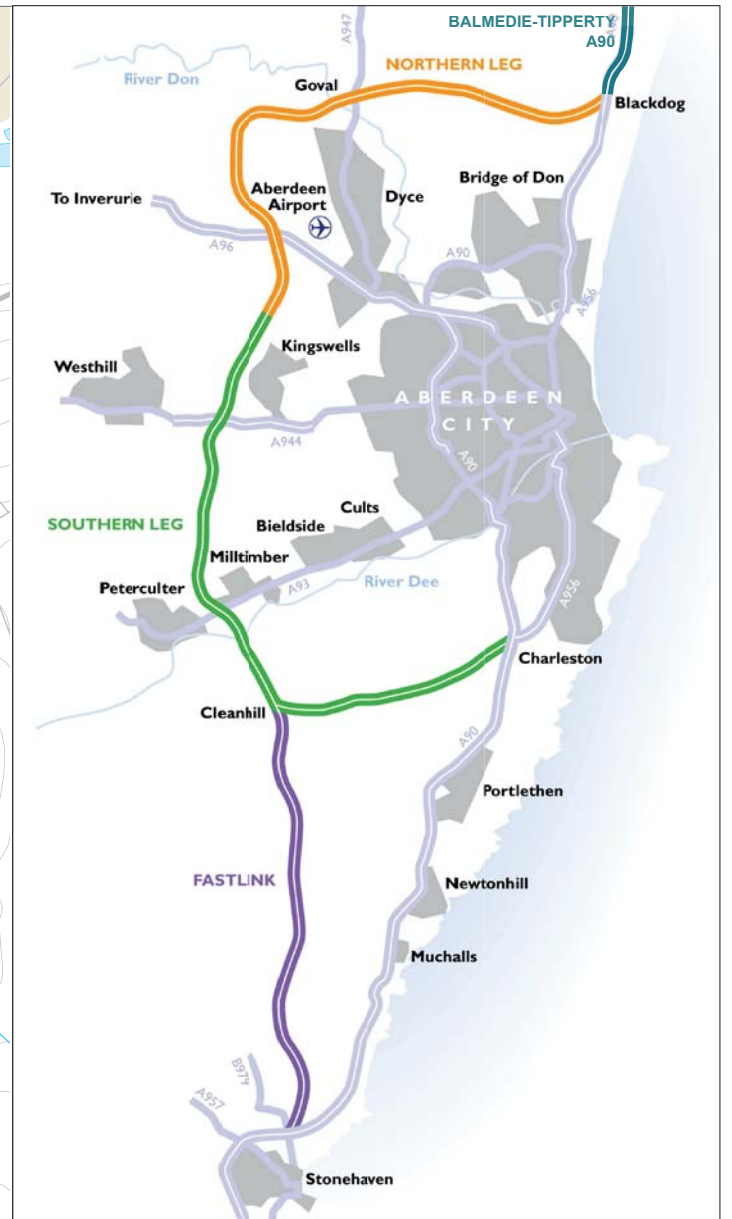 BALMEDIE-TIPPERTY
A90
A947
NORTHERN LEG
River Don
Goval
Blackdog
Bridge of Don
Aberdeen
Airport
Dyce
To Inverurie
A96
A90
A956
Kingswells
Westhill
ABERDEEN
CITY
A944
A90
Cults
SOUTHERN LEG
Bieldside
Milltimber
Peterculter
A93
River Dee
A956
Charleston
Cleanhill
A90
Portlethen
FASTLINK
Newtonhill
Muchalls
B979
A957
Stonehaven